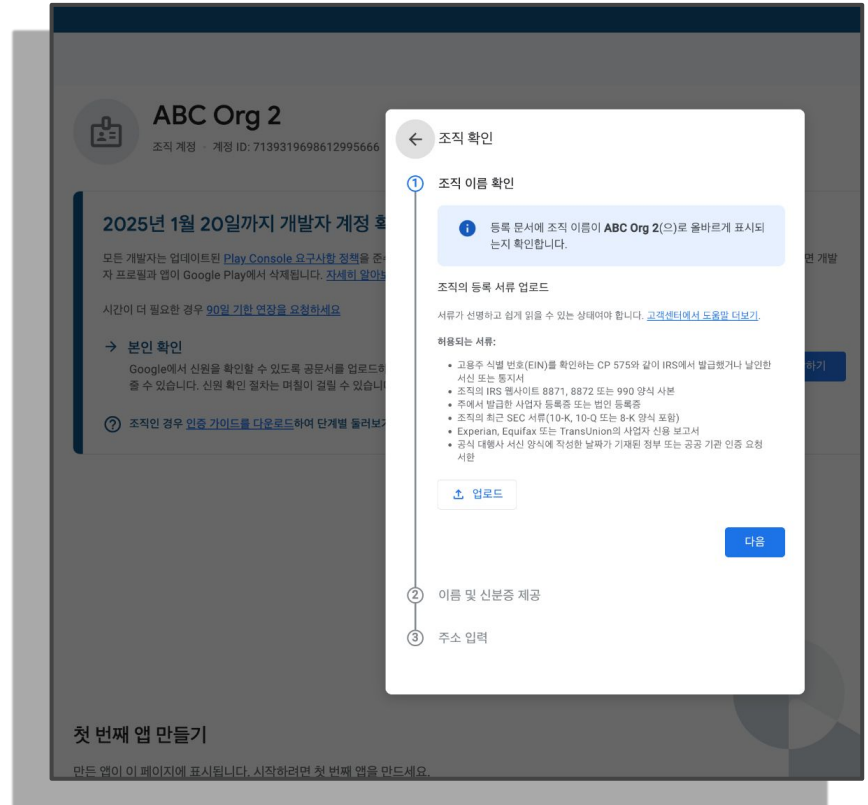 ABC Org 2
조직 계정 · 계정 ID: 7139319698612995666
2025년 1월 20일까지 개발자 계정 확
모든 개발자는 업데이트된 Play Console 요구사항 정책을 준
면 개발
자 프로필과 앱이 Google Play에서 삭제됩니다. 자세히 알아보
시간이 더 필요한 경우 90일 기한 연장을 요청하세요
→ 본인 확인
Google에서 신원을 확인할 수 있도록 공문서를 업로드하
줄 수 있습니다. 신원 확인 절차는 며칠이 걸릴 수 있습니
하기
조직인 경우 인증 가이드를 다운로드하여 단계별 둘러보기
첫 번째 앱 만들기
만든 앱이 이 페이지에 표시됩니다. 시작하려면 첫 번째 앱을 만드세요.
← 조직 확인
1 조직 이름 확인
등록 문서에 조직 이름이 ABC Org 2(으)로 올바르게 표시되
는지 확인합니다.
조직의 등록 서류 업로드
서류가 선명하고 쉽게 읽을 수 있는 상태여야 합니다. 고객센터에서 도움말 더보기.
허용되는 서류:
• 고용주 식별 번호(EIN)를 확인하는 CP 575와 같이 IRS에서 발급했거나 날인한
서신 또는 통지서
• 조직의 IRS 웹사이트 8871, 8872 또는 990 양식 사본
• 주에서 발급한 사업자 등록증 또는 법인 등록증
• 조직의 최근 SEC 서류(10-K, 10-Q 또는 8-K 양식 포함)
• Experian, Equifax 또는 TransUnion의 사업자 신용 보고서
• 공식 대행사 서신 양식에 작성한 날짜가 기재된 정부 또는 공공 기관 인증 요청
서한
업로드
다음
2 이름 및 신분증 제공
3 주소 입력